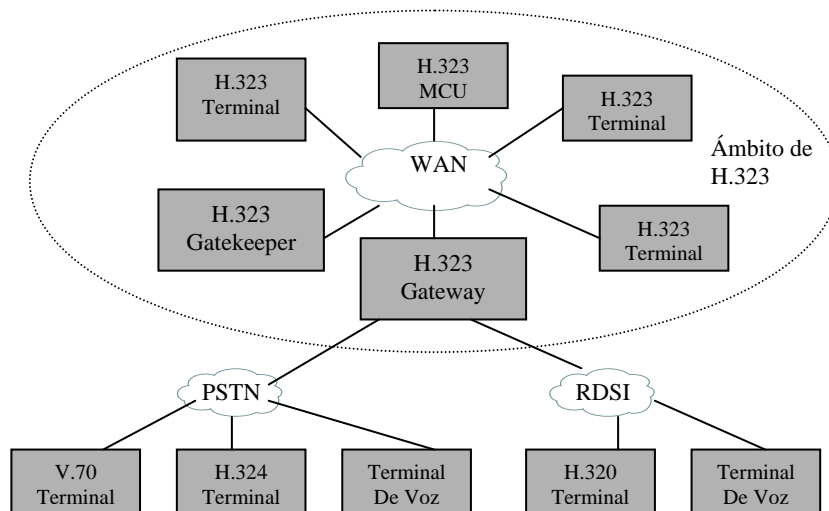 H.323
Terminal
H.323
MCU
H.323
Terminal
WAN
Ámbito de
H.323
H.323
Gatekeeper
H.323
Gateway
H.323
Terminal
PSTN
RDSI
V.70
Terminal
H.324
Terminal
Terminal
De Voz
H.320
Terminal
Terminal
De Voz